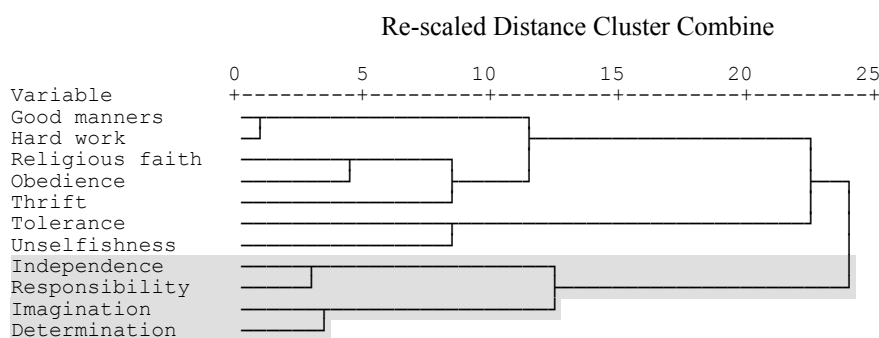 Re-scaled Distance Cluster Combine
0 5 10 15 20 25
Variable +---------+---------+---------+---------+---------+
Good manners
Hard work
Religious faith
Obedience
Thrift
Tolerance
Unselfishness
Independence
Responsibility
Imagination
Determination